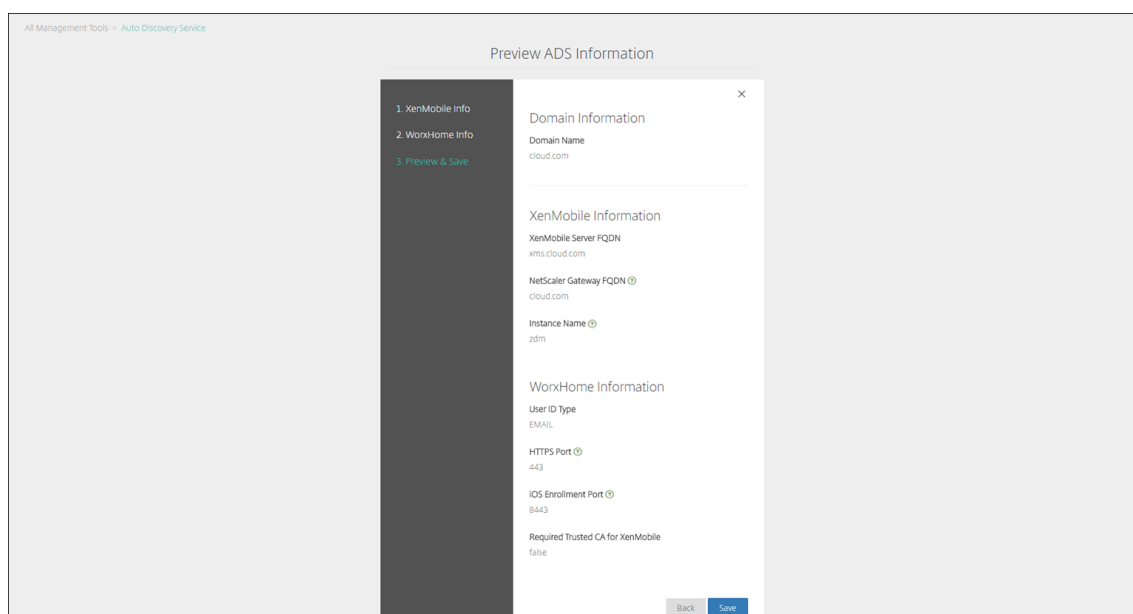 All Management Tools > Auto Discovery Service
Preview ADS Information
1. XenMobile Info
2. WorxHome Info
3. Preview & Save
Domain Information
Domain Name
cloud.com
XenMobile Information
XenMobile Server FQDN
xms.cloud.com
NetScaler Gateway FQDN ?
cloud.com
Instance Name ?
zdm
WorxHome Information
User ID Type
EMAIL
HTTPS Port ?
443
iOS Enrollment Port ?
8443
Required Trusted CA for XenMobile
false
Back Save